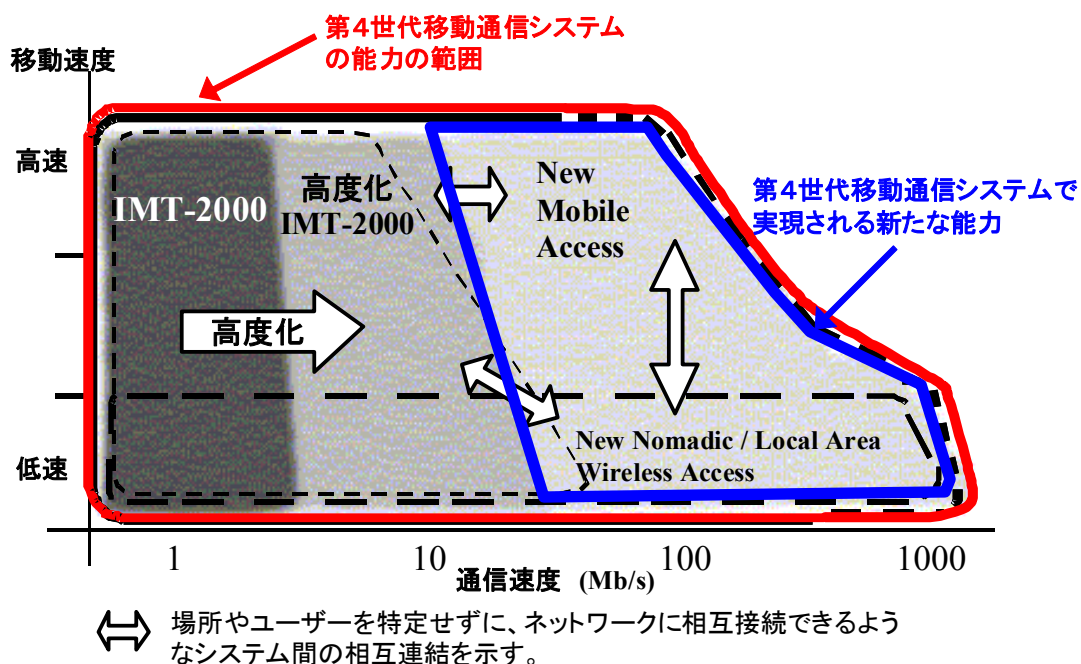 第4世代移動通信システム
の能力の範囲
移動速度
高速
IMT-2000
高度化
IMT-2000
New
Mobile
Access
第4世代移動通信システムで
実現される新たな能力
高度化
低速
New Nomadic / Local Area
Wireless Access
1
10
100
1000
通信速度 (Mb/s)
場所やユーザーを特定せずに、ネットワークに相互接続できるよう
なシステム間の相互連結を示す。